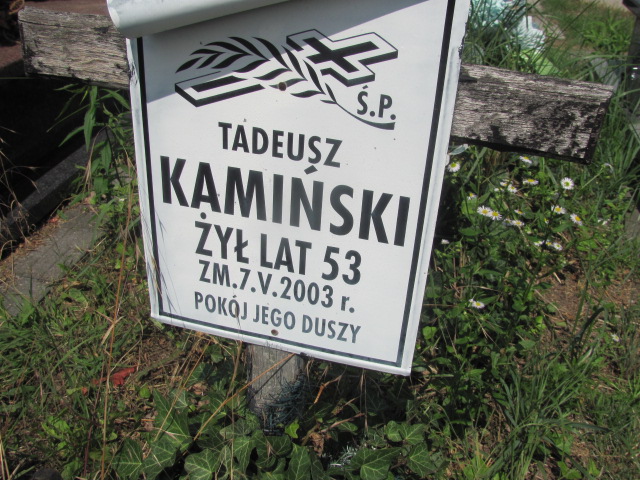 Ś.P.
TADEUSZ
KAMIŃSKI
ŻYŁ LAT 53
ZM.7.V.2003 r.
POKÓJ JEGO DUSZY